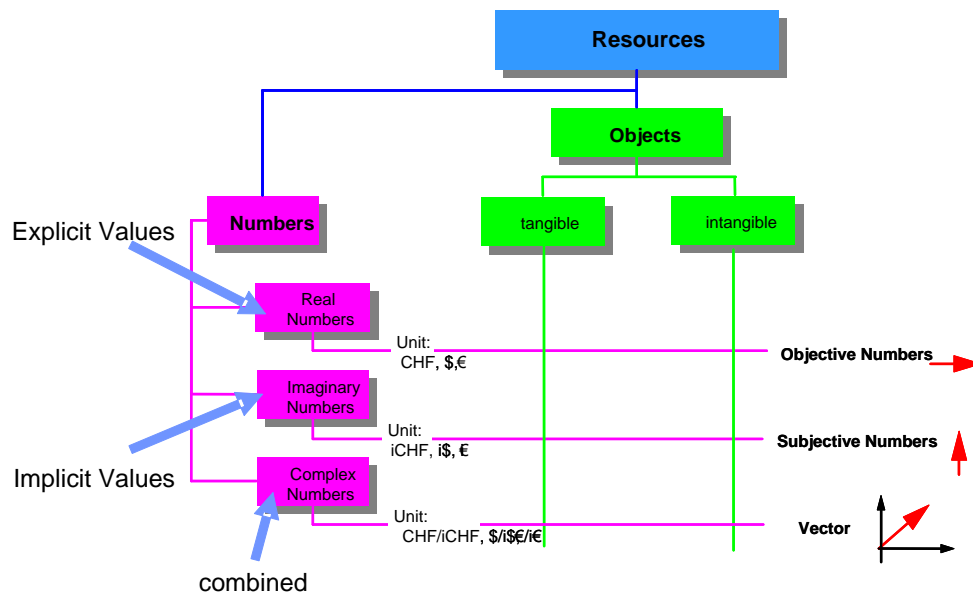 Resources
Objects
Numbers
tangible
intangible
Explicit Values
Real
Numbers
Unit:
CHF, $,€
Objective Numbers
Imaginary
Numbers
Unit:
iCHF, i$, €
Subjective Numbers
Implicit Values
Complex
Numbers
Unit:
CHF/iCHF, $/i$€/i€
Vector
combined